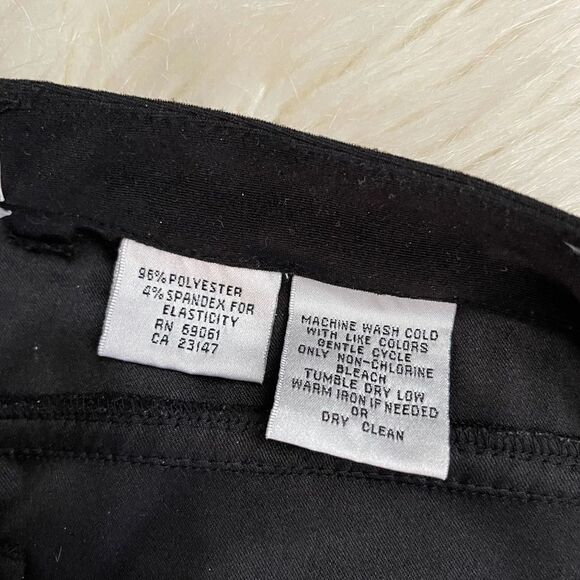 96% POLYESTER
4% SPANDEX FOR
ELASTICITY
RN 69061
CA 23147
MACHINE WASH COLD
WITH LIKE COLORS
GENTLE CYCLE
ONLY NON-CHLORINE
BLEACH
TUMBLE DRY LOW
WARM IRON IF NEEDED
OR
DRY CLEAN